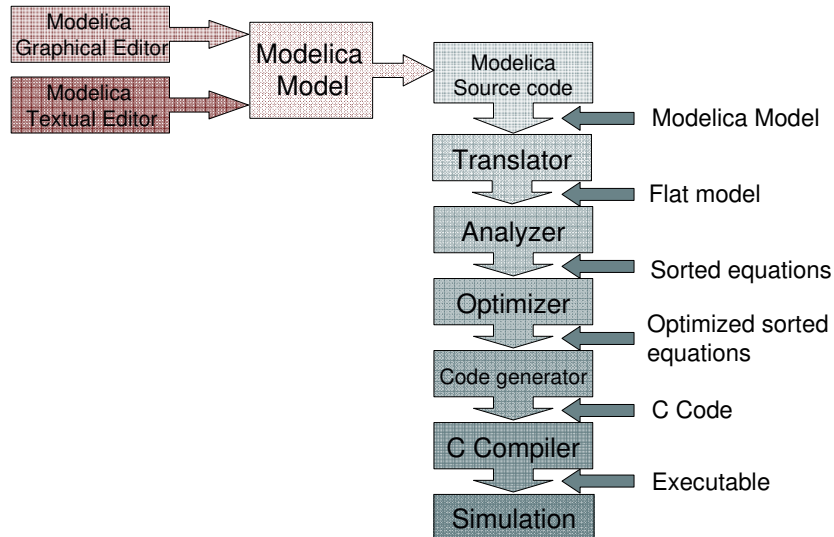 Modelica
Graphical Editor
Modelica
Textual Editor
Modelica
Model
Modelica
Source code
Modelica Model
Translator
Flat model
Analyzer
Sorted equations
Optimizer
Optimized sorted
equations
Code generator
C Code
C Compiler
Executable
Simulation